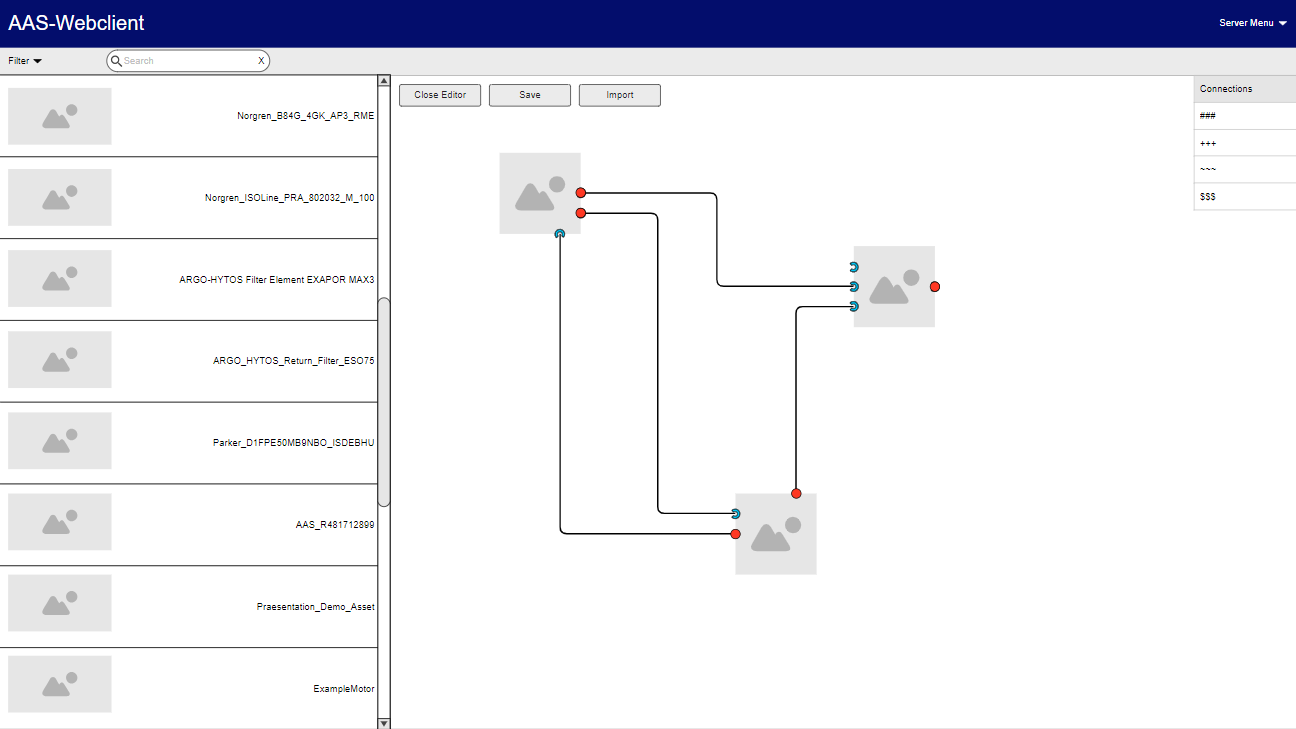 AAS-Webclient
Server Menu
Filter
Search
X
Close Editor
Save
Import
Connections
###
+++
~~~
$$$
Norgren_B84G_4GK_AP3_RME
Norgren_ISOLine_PRA_802032_M_100
ARGO-HYTOS Filter Element EXAPOR MAX3
ARGO_HYTOS_Return_Filter_ESO75
Parker_D1FPE50MB9NBO_ISDEBHU
AAS_R481712899
Praesentation_Demo_Asset
ExampleMotor